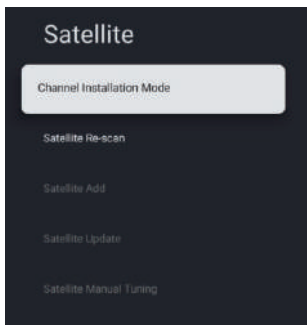 Satellite
Channel Installation Mode
Satellite Re-scan
Satellite Add
Satellite Update
Satellite Manual Tuning